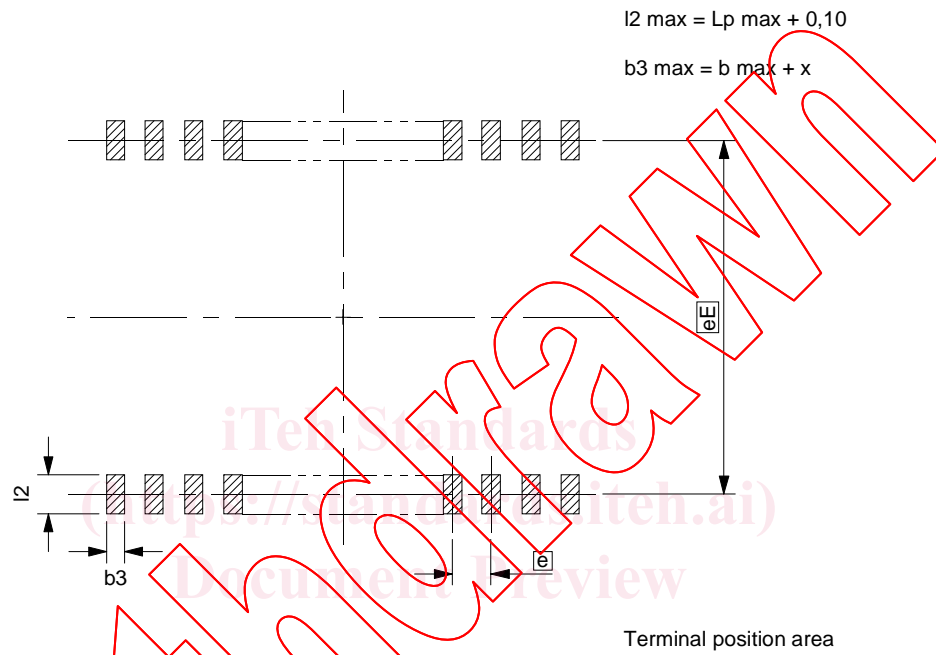 l2 max = Lp max + 0,10
b3 max = b max + x
eE
iTeh Standards
l2
(https://standards.iteh.ai)
e
b3
Document Preview
Terminal position area